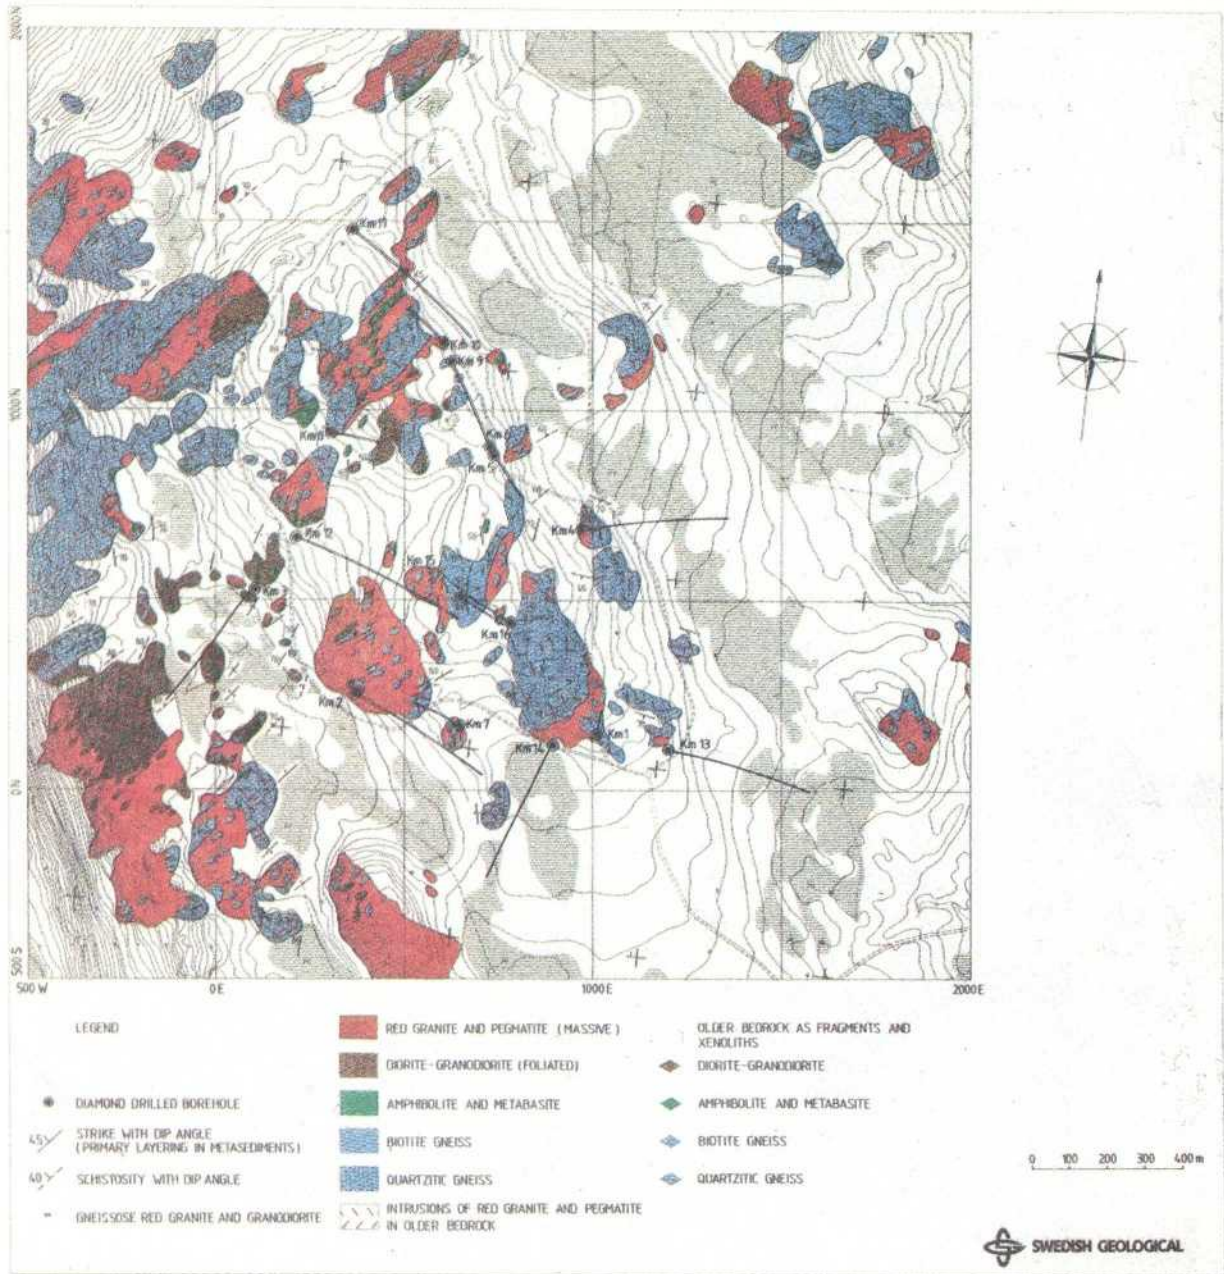 2000 N
Km 11
Km 10
Km 9
1000 N
Km 5
Km 4
Km 12
Km 15
Km 3
Km 16
Km 2
Km 7
Km 14
Km 1
Km 13
0 N
500 S
500 W
0 E
1000 E
2000 E
LEGEND
DIAMOND DRILLED BOREHOLE
45 STRIKE WITH DIP ANGLE
(PRIMARY LAYERING IN METASEDIMENTS)
40 SCHISTOSITY WITH DIP ANGLE
GNEISSOSE RED GRANITE AND GRANODIORITE
RED GRANITE AND PEGMATITE (MASSIVE)
DIORITE-GRANODIORITE (FOLIATED)
AMPHIBOLITE AND METABASITE
BIOTITE GNEISS
QUARTZITIC GNEISS
INTRUSIONS OF RED GRANITE AND PEGMATITE
IN OLDER BEDROCK
OLDER BEDROCK AS FRAGMENTS AND
XENOLITHS
DIORITE-GRANODIORITE
AMPHIBOLITE AND METABASITE
BIOTITE GNEISS
QUARTZITIC GNEISS
0 100 200 300 400 m
SWEDISH GEOLOGICAL